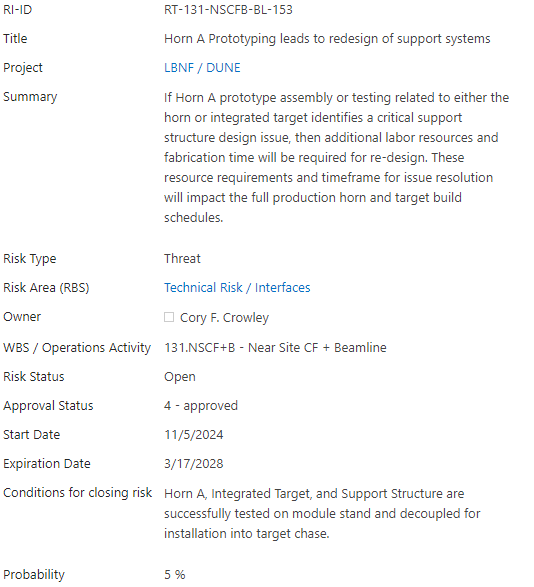 RI-ID RT-131-NSCFB-BL-153
Title Horn A Prototyping leads to redesign of support systems
Project LBNF / DUNE
Summary If Horn A prototype assembly or testing related to either the
horn or integrated target identifies a critical support
structure design issue, then additional labor resources and
fabrication time will be required for re-design. These
resource requirements and timeframe for issue resolution
will impact the full production horn and target build
schedules.
Risk Type Threat
Risk Area (RBS) Technical Risk / Interfaces
Owner Cory F. Crowley
WBS / Operations Activity 131.NSCF+B - Near Site CF + Beamline
Risk Status Open
Approval Status 4 - approved
Start Date 11/5/2024
Expiration Date 3/17/2028
Conditions for closing risk Horn A, Integrated Target, and Support Structure are
successfully tested on module stand and decoupled for
installation into target chase.
Probability 5 %